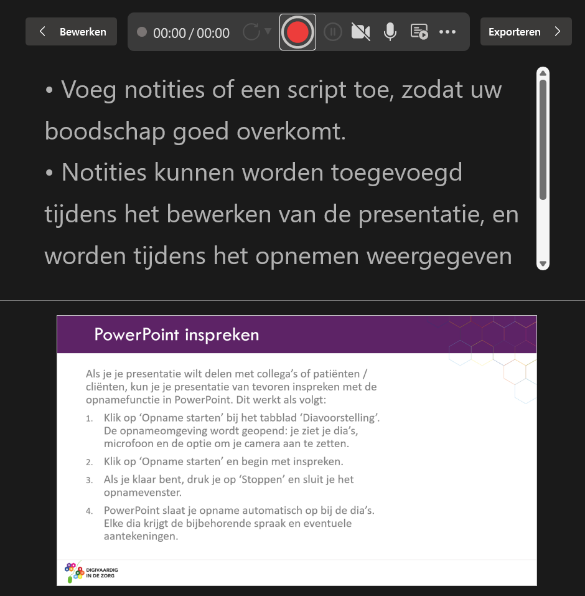 Bewerken
00:00 / 00:00
Exporteren
• Voeg notities of een script toe, zodat uw
boodschap goed overkomt.
• Notities kunnen worden toegevoegd
tijdens het bewerken van de presentatie, en
worden tijdens het opnemen weergegeven
PowerPoint inspreken
Als je je presentatie wilt delen met collega’s of patiënten /
cliënten, kun je je presentatie van tevoren inspreken met de
opnamefunctie in PowerPoint. Dit werkt als volgt:
1. Klik op ‘Opname starten’ bij het tabblad ‘Diavoorstelling’.
De opnameomgeving wordt geopend: je ziet je dia’s,
microfoon en de optie om je camera aan te zetten.
2. Klik op ‘Opname starten’ en begin met inspreken.
3. Als je klaar bent, druk je op ‘Stoppen’ en sluit je het
opnamevenster.
4. PowerPoint slaat je opname automatisch op bij de dia’s.
Elke dia krijgt de bijbehorende spraak en eventuele
aantekeningen.
DIGIVAARDIG
IN DE ZORG